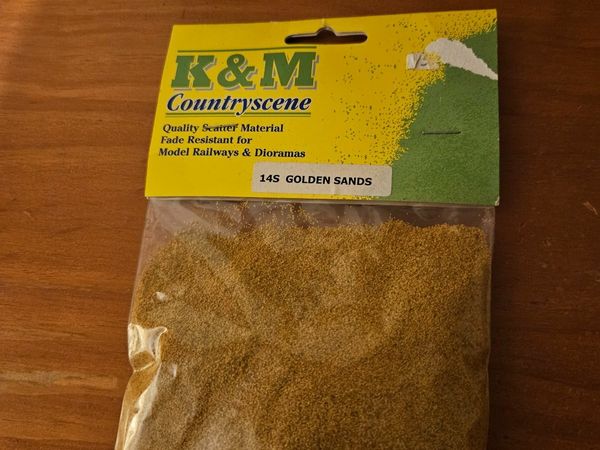 K&M
Countryscene
Quality Scatter Material
Fade Resistant for
Model Railways & Dioramas
14S GOLDEN SANDS